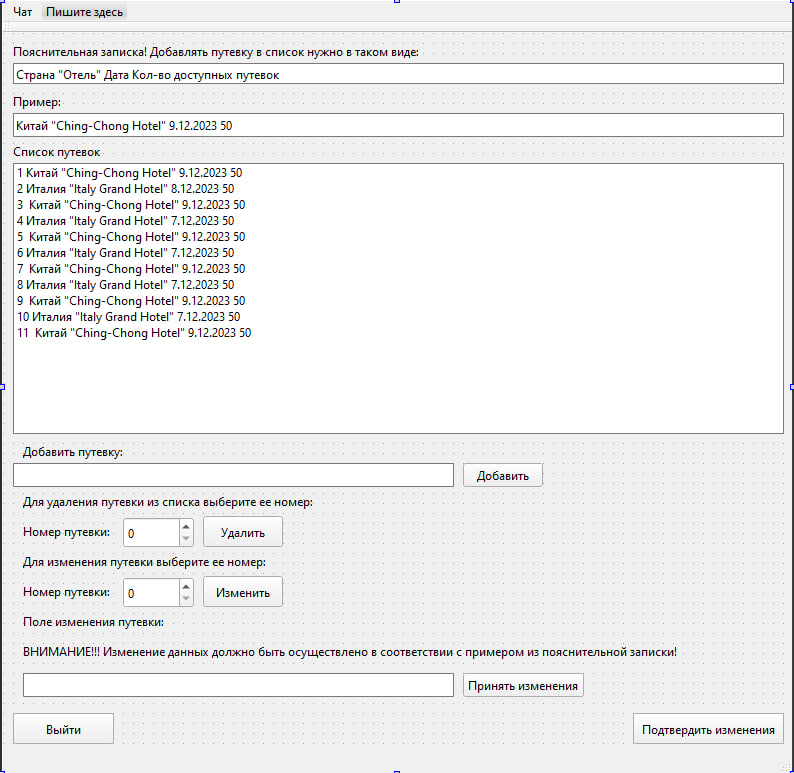 Чат Пишите здесь
Пояснительная записка! Добавлять путевку в список нужно в таком виде:
Страна "Отель" Дата Кол-во доступных путевок
Пример:
Китай "Ching-Chong Hotel" 9.12.2023 50
Список путевок
1 Китай "Ching-Chong Hotel" 9.12.2023 50
2 Италия "Italy Grand Hotel" 8.12.2023 50
3  Китай "Ching-Chong Hotel" 9.12.2023 50
4 Италия "Italy Grand Hotel" 7.12.2023 50
5  Китай "Ching-Chong Hotel" 9.12.2023 50
6 Италия "Italy Grand Hotel" 7.12.2023 50
7  Китай "Ching-Chong Hotel" 9.12.2023 50
8 Италия "Italy Grand Hotel" 7.12.2023 50
9  Китай "Ching-Chong Hotel" 9.12.2023 50
10 Италия "Italy Grand Hotel" 7.12.2023 50
11  Китай "Ching-Chong Hotel" 9.12.2023 50
Добавить путевку:
Добавить
Для удаления путевки из списка выберите ее номер:
Номер путевки: 0 Удалить
Для изменения путевки выберите ее номер:
Номер путевки: 0 Изменить
Поле изменения путевки:
ВНИМАНИЕ!!! Изменение данных должно быть осуществлено в соответствии с примером из пояснительной записки!
Принять изменения
Выйти Подтвердить изменения